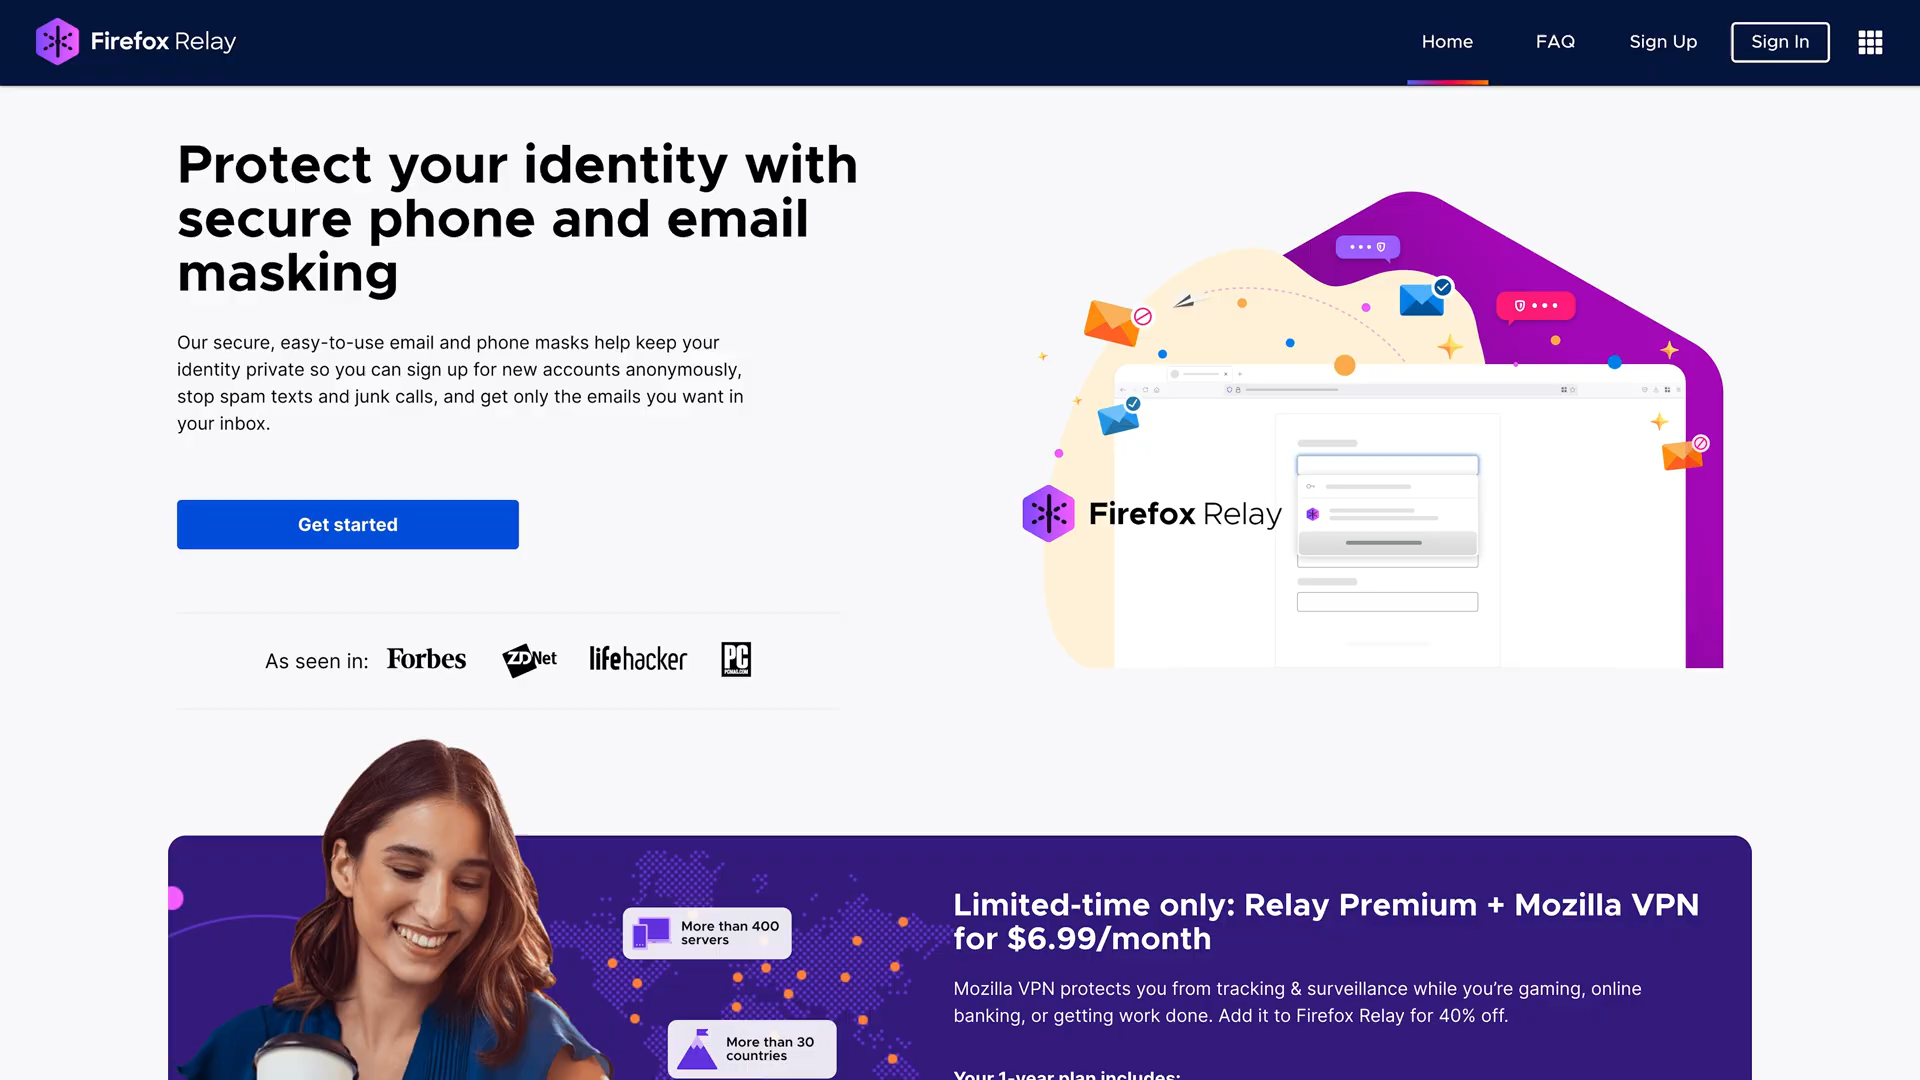 Firefox Relay
Home
FAQ
Sign Up
Sign In
Protect your identity with
secure phone and email
masking
Our secure, easy-to-use email and phone masks help keep your
identity private so you can sign up for new accounts anonymously,
stop spam texts and junk calls, and get only the emails you want in
your inbox.
Get started
Firefox Relay
As seen in:
Forbes
ZDNet
lifehacker
PC
PCMAG.COM
More than 400
servers
More than 30
countries
Limited-time only: Relay Premium + Mozilla VPN
for $6.99/month
Mozilla VPN protects you from tracking & surveillance while you’re gaming, online
banking, or getting work done. Add it to Firefox Relay for 40% off.
Your 1-year plan includes: